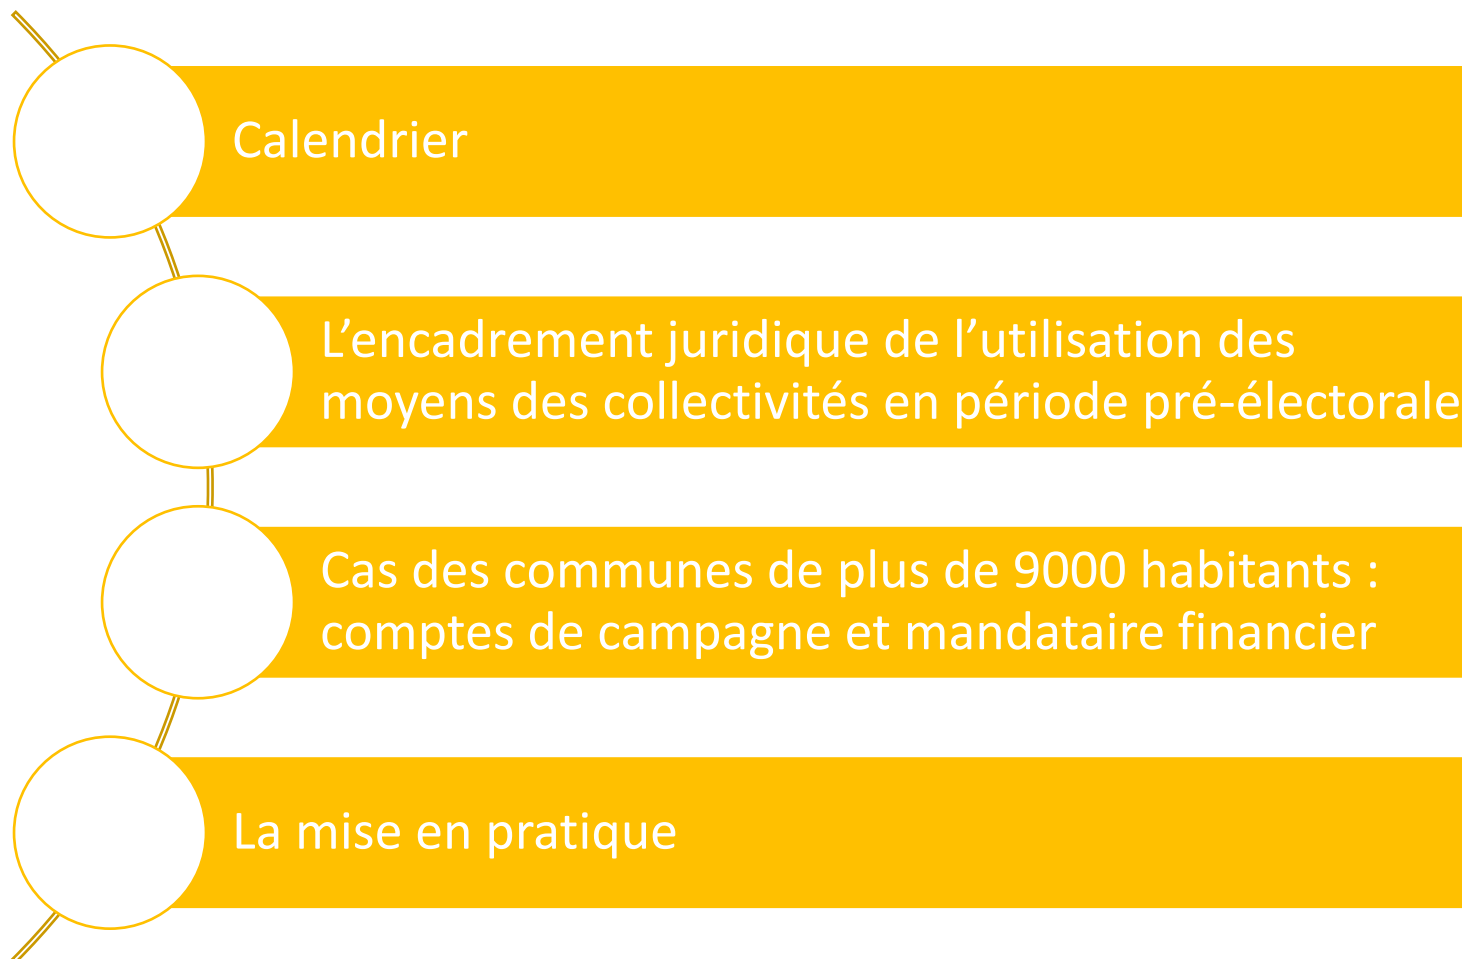 Calendrier
L’encadrement juridique de l’utilisation des
moyens des collectivités en période pré-électorale
Cas des communes de plus de 9000 habitants :
comptes de campagne et mandataire financier
La mise en pratique